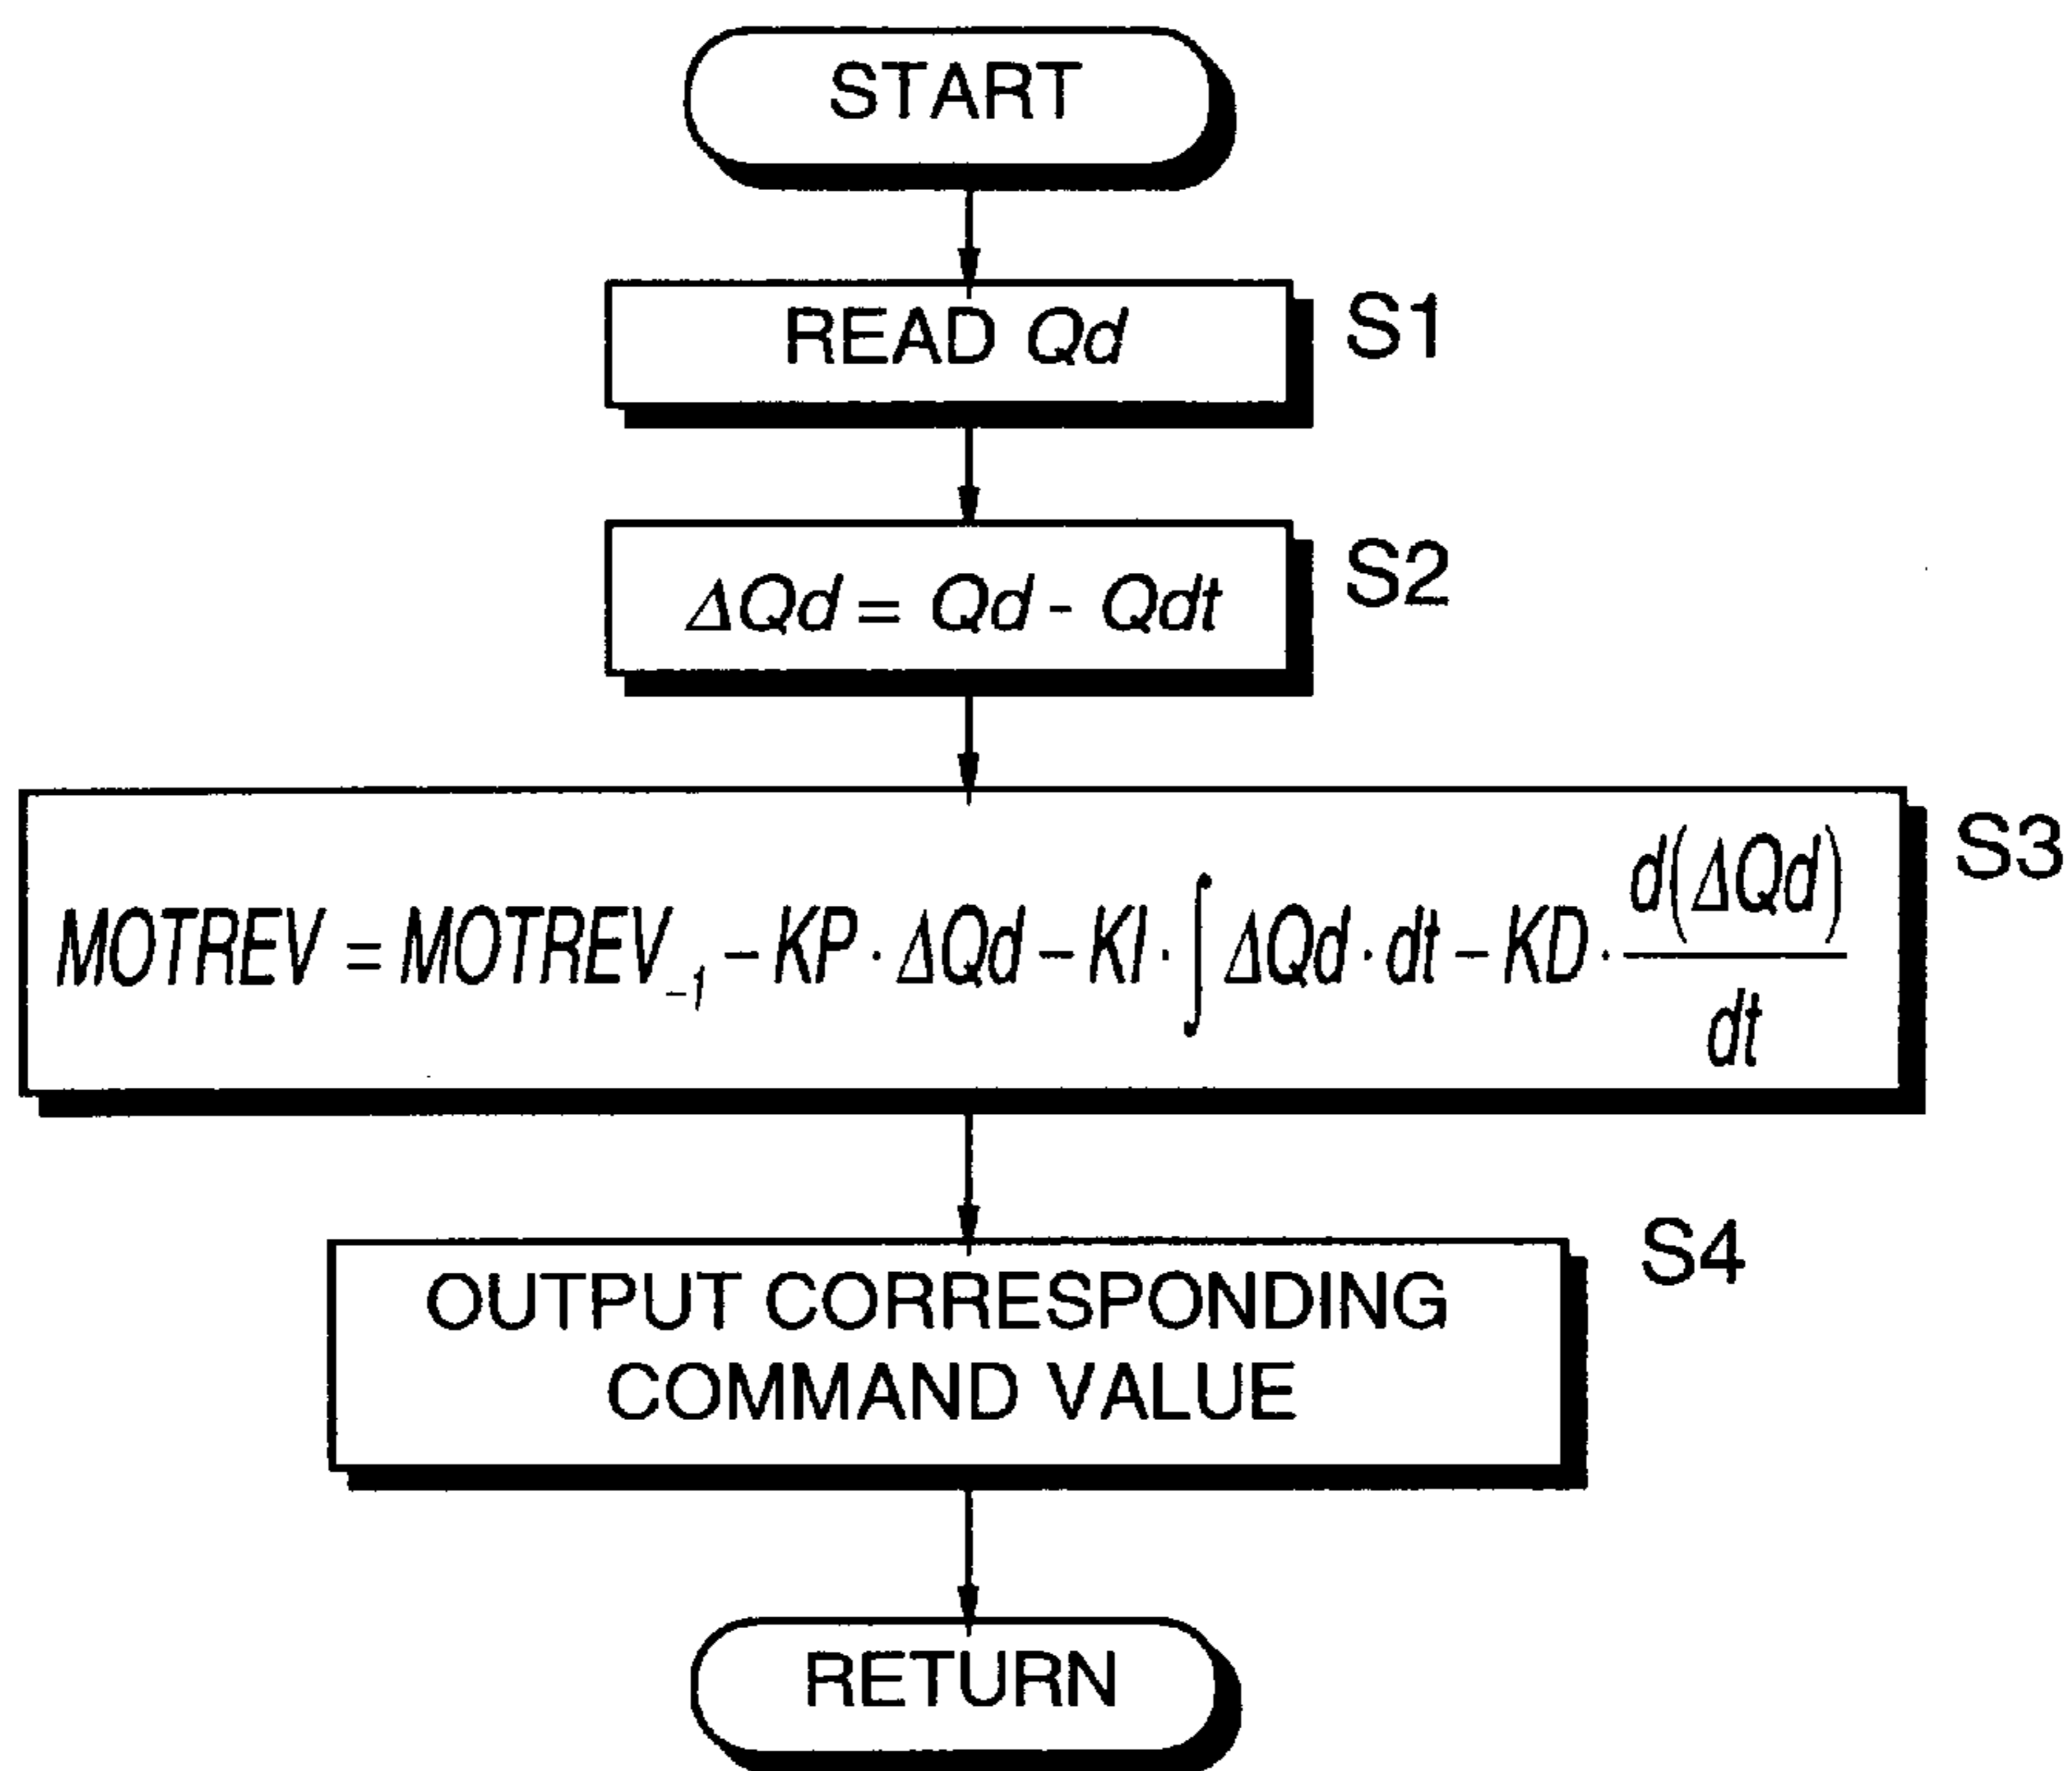 START
READ Qd
S1
ΔQd = Qd - Qdt
S2
MOTREV = MOTREV₋₁ – KP · ΔQd – KI · ∫ ΔQd · dt – KD · d(ΔQd)/dt
S3
OUTPUT CORRESPONDING
COMMAND VALUE
S4
RETURN